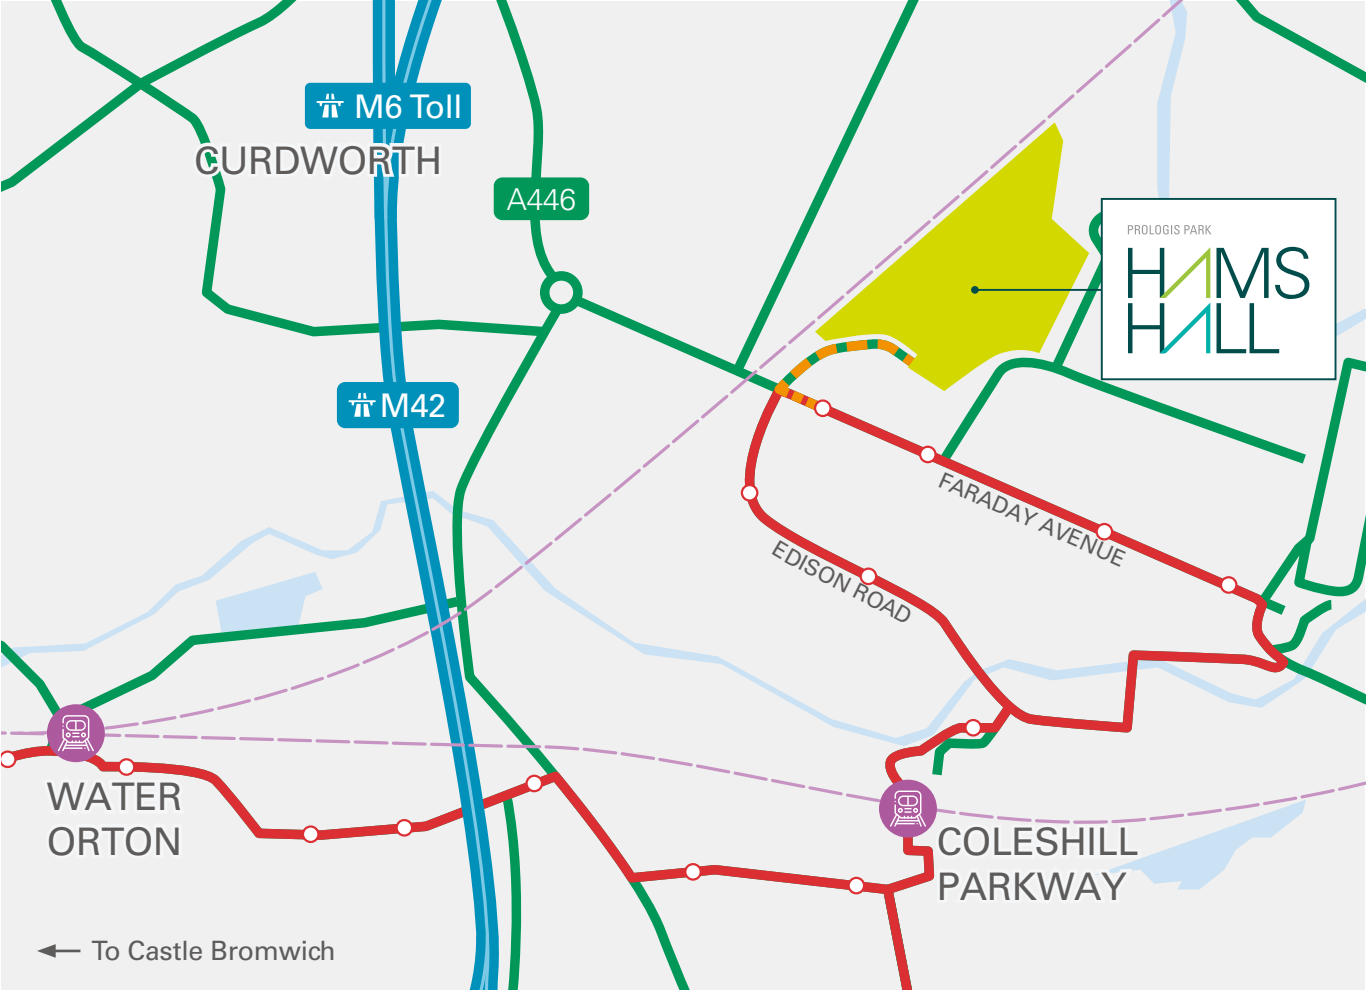 M6 Toll
CURDWORTH
A446
PROLOGIS PARK
HAMS
HALL
M42
FARADAY AVENUE
EDISON ROAD
WATER
ORTON
COLESHILL
PARKWAY
To Castle Bromwich